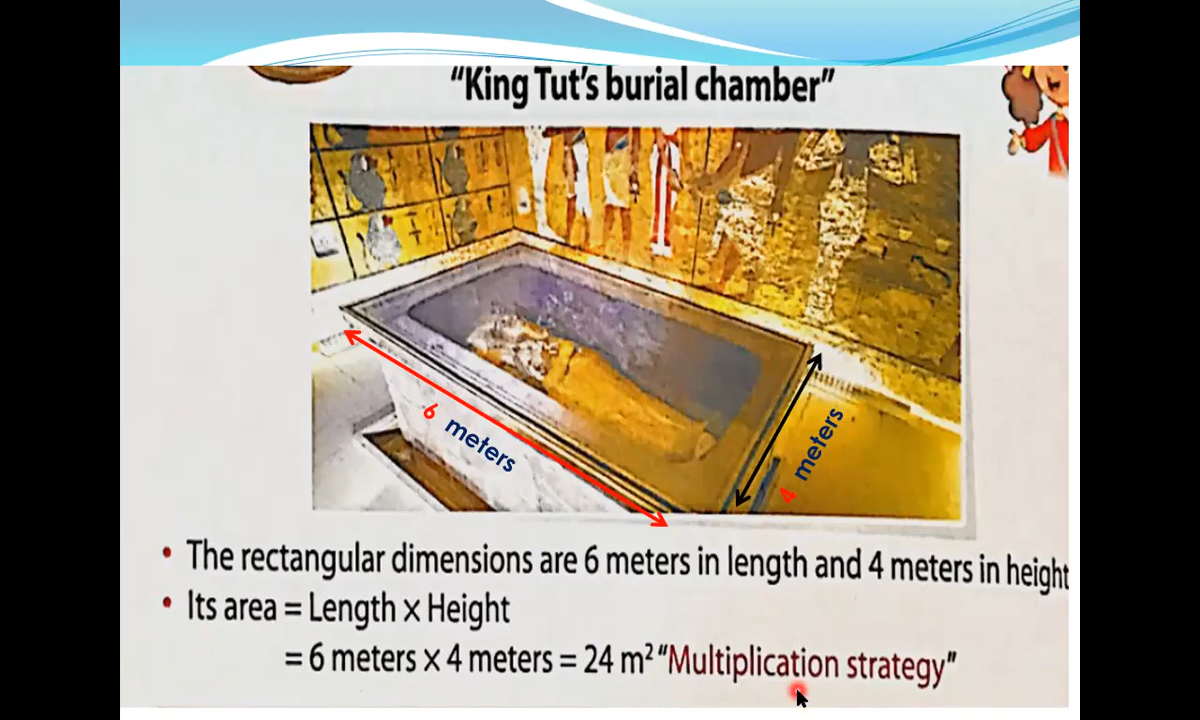 “King Tut’s burial chamber”
6 meters
4 meters
• The rectangular dimensions are 6 meters in length and 4 meters in height
• Its area = Length × Height
= 6 meters × 4 meters = 24 m² “Multiplication strategy”